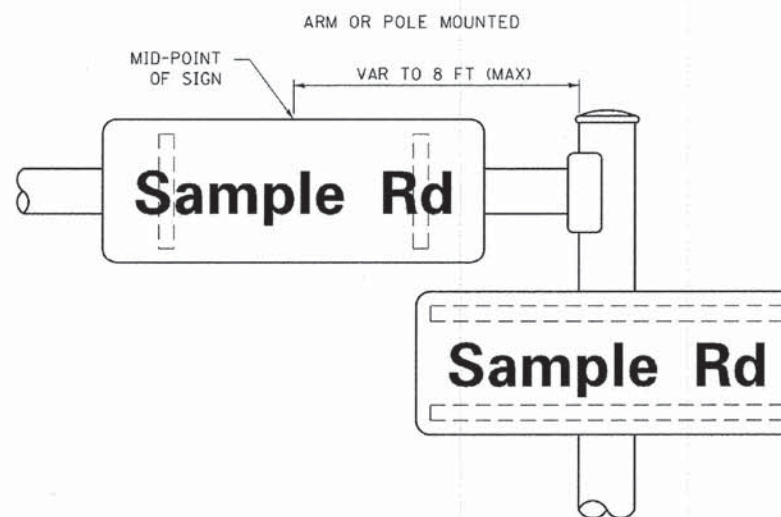 ARM OR POLE MOUNTED
MID-POINT
OF SIGN
VAR TO 8 FT (MAX)
Sample Rd
Sample Rd